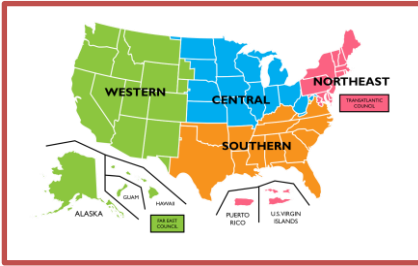 NORTHEAST
WESTERN
CENTRAL
TRANSATLANTIC
COUNCIL
SOUTHERN
ALASKA
GUAM
HAWAII
FAR EAST
COUNCIL
PUERTO
RICO
U.S. VIRGIN
ISLANDS